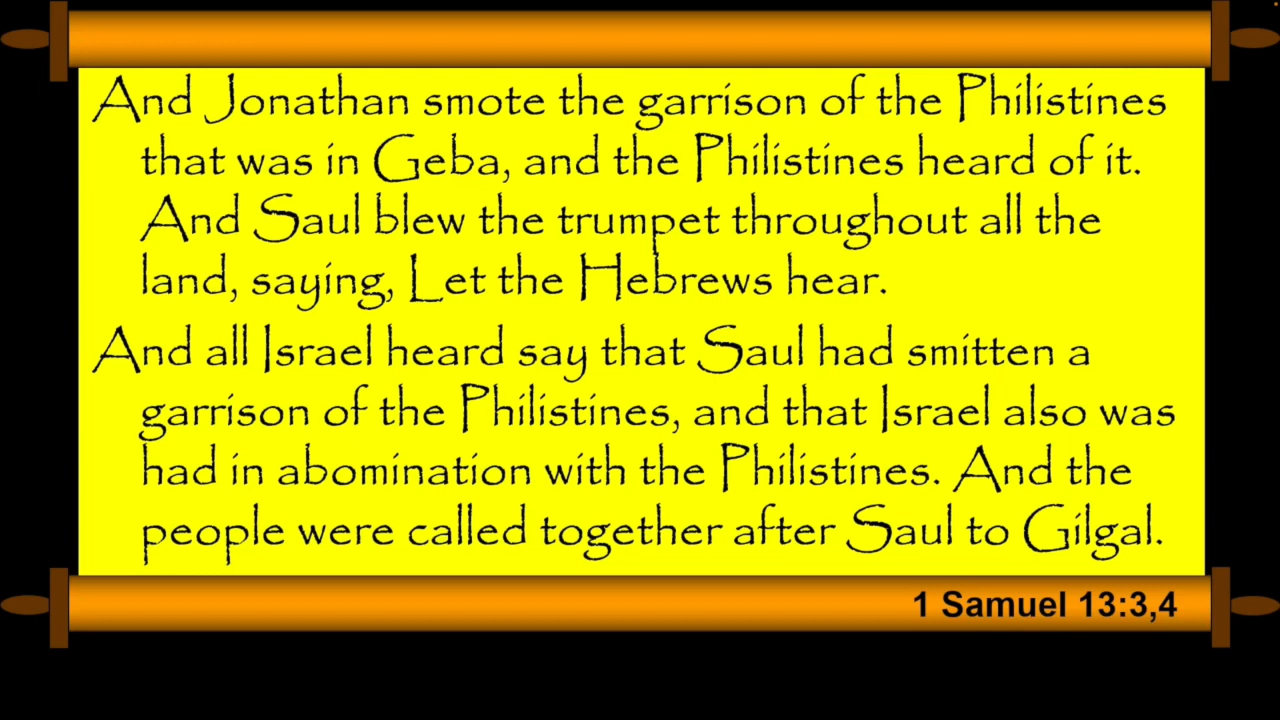 And Jonathan smote the garrison of the Philistines
that was in Geba, and the Philistines heard of it.
And Saul blew the trumpet throughout all the
land, saying, Let the Hebrews hear.
And all Israel heard say that Saul had smitten a
garrison of the Philistines, and that Israel also was
had in abomination with the Philistines. And the
people were called together after Saul to Gilgal.
1 Samuel 13:3,4